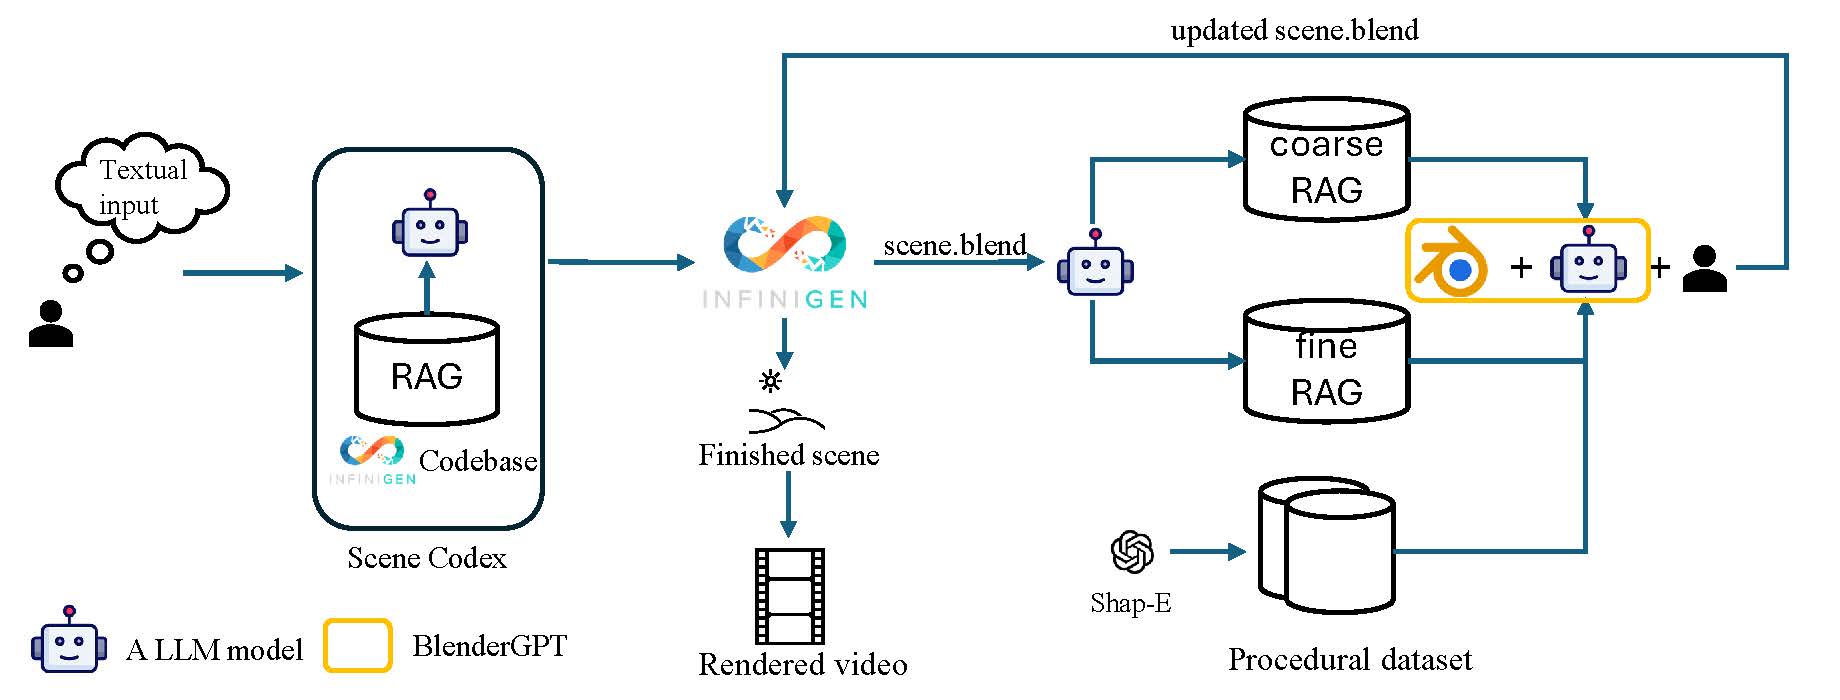 updated scene.blend
Textual
input
coarse
RAG
INFINIGEN
scene.blend
+
+
RAG
fine
RAG
INFINIGEN
Codebase
Finished scene
Scene Codex
Shap-E
A LLM model
BlenderGPT
Rendered video
Procedural dataset